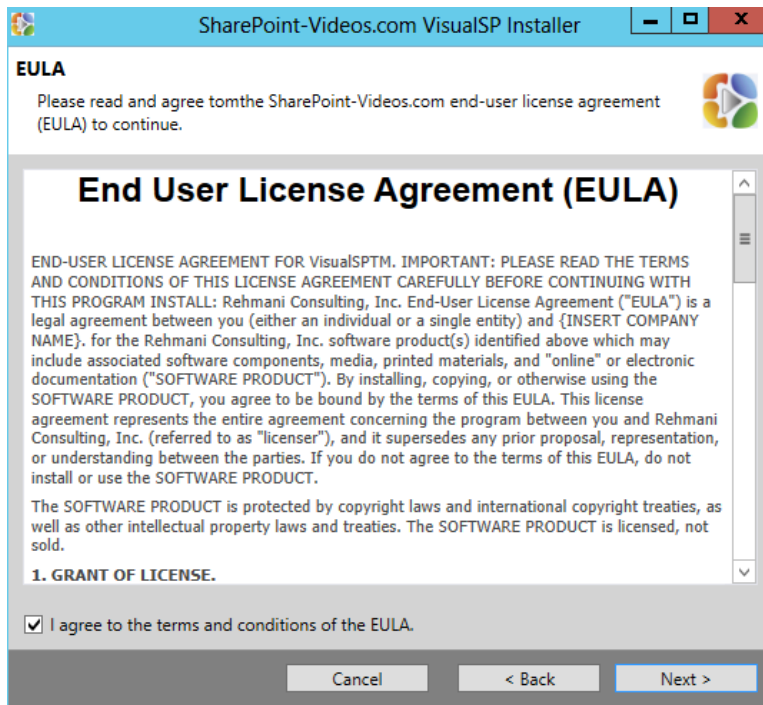 SharePoint-Videos.com VisualSP Installer
EULA
Please read and agree tomthe SharePoint-Videos.com end-user license agreement
(EULA) to continue.
End User License Agreement (EULA)
END-USER LICENSE AGREEMENT FOR VisualSPTM. IMPORTANT: PLEASE READ THE TERMS
AND CONDITIONS OF THIS LICENSE AGREEMENT CAREFULLY BEFORE CONTINUING WITH
THIS PROGRAM INSTALL: Rehmani Consulting, Inc. End-User License Agreement ("EULA") is a
legal agreement between you (either an individual or a single entity) and {INSERT COMPANY
NAME}. for the Rehmani Consulting, Inc. software product(s) identified above which may
include associated software components, media, printed materials, and "online" or electronic
documentation ("SOFTWARE PRODUCT"). By installing, copying, or otherwise using the
SOFTWARE PRODUCT, you agree to be bound by the terms of this EULA. This license
agreement represents the entire agreement concerning the program between you and Rehmani
Consulting, Inc. (referred to as "licenser"), and it supersedes any prior proposal, representation,
or understanding between the parties. If you do not agree to the terms of this EULA, do not
install or use the SOFTWARE PRODUCT.
The SOFTWARE PRODUCT is protected by copyright laws and international copyright treaties, as
well as other intellectual property laws and treaties. The SOFTWARE PRODUCT is licensed, not
sold.
1. GRANT OF LICENSE.
I agree to the terms and conditions of the EULA.
Cancel
< Back
Next >